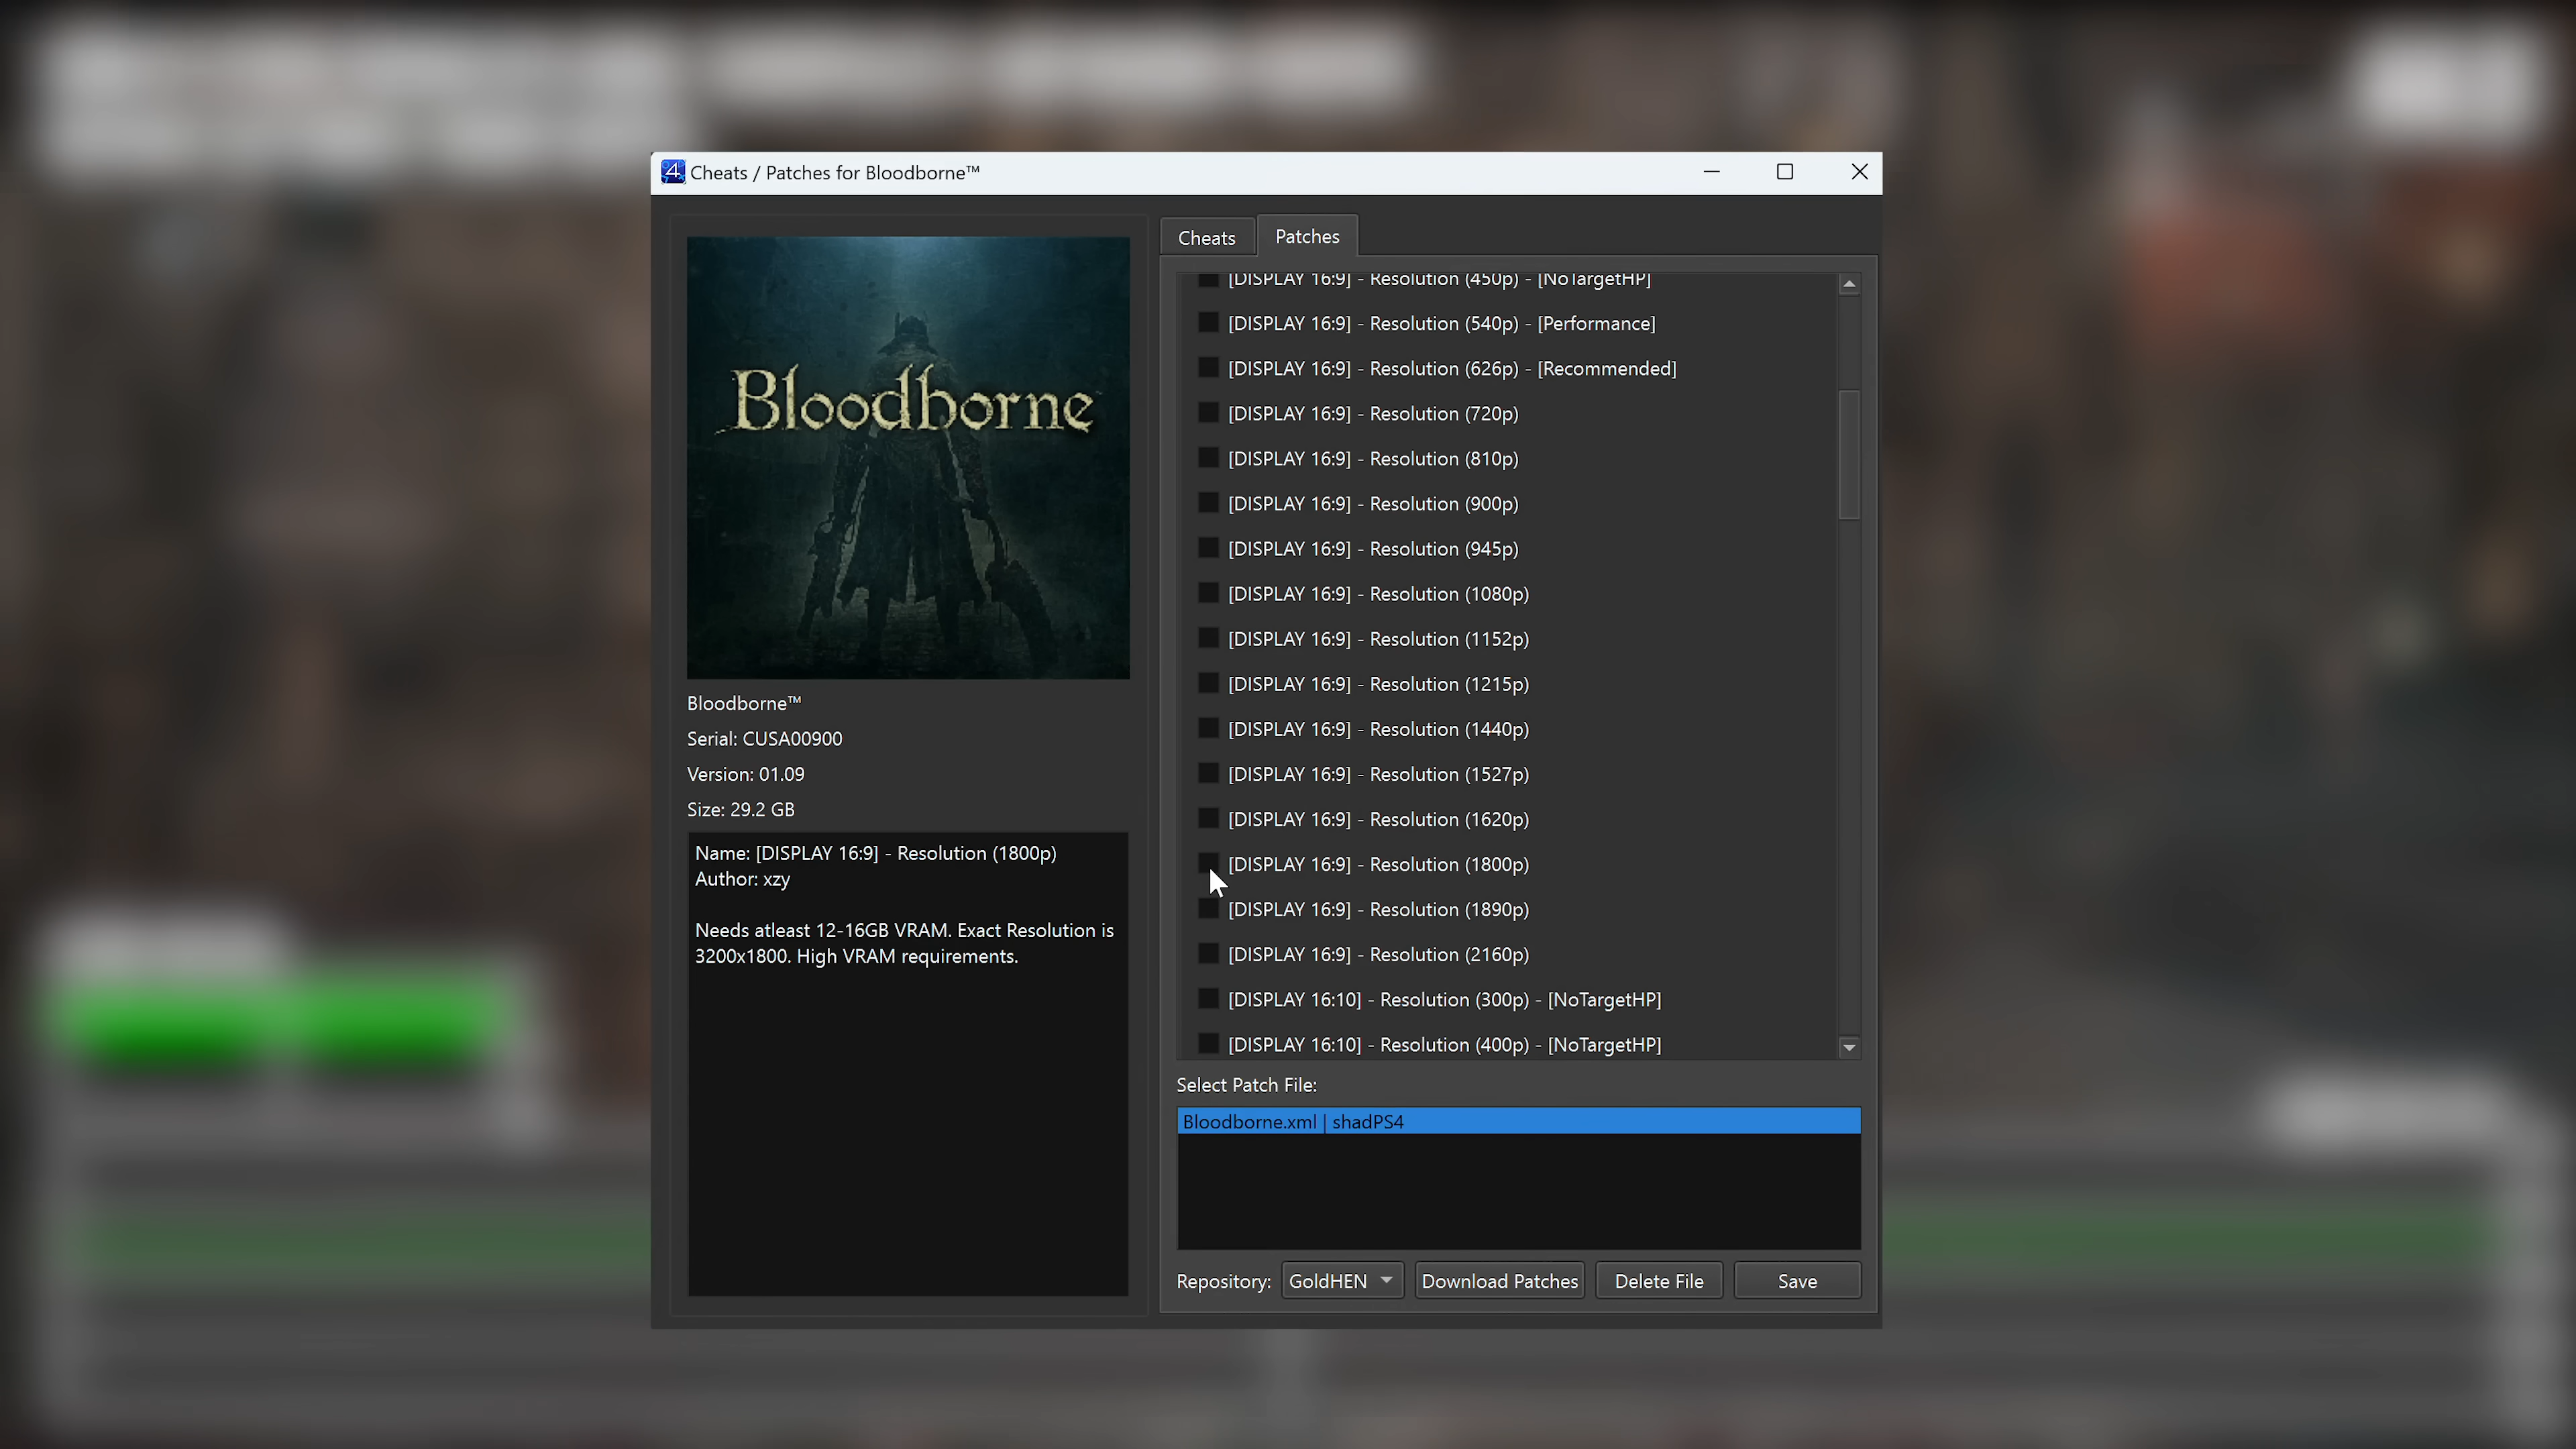 Cheats / Patches for Bloodborne™
Bloodborne
Bloodborne™
Serial: CUSA00900
Version: 01.09
Size: 29.2 GB
Name: [DISPLAY 16:9] - Resolution (1800p)
Author: xzy
Needs atleast 12-16GB VRAM. Exact Resolution is
3200x1800. High VRAM requirements.
Cheats
Patches
[DISPLAY 16:9] - Resolution (450p) - [NoTargetHP]
[DISPLAY 16:9] - Resolution (540p) - [Performance]
[DISPLAY 16:9] - Resolution (626p) - [Recommended]
[DISPLAY 16:9] - Resolution (720p)
[DISPLAY 16:9] - Resolution (810p)
[DISPLAY 16:9] - Resolution (900p)
[DISPLAY 16:9] - Resolution (945p)
[DISPLAY 16:9] - Resolution (1080p)
[DISPLAY 16:9] - Resolution (1152p)
[DISPLAY 16:9] - Resolution (1215p)
[DISPLAY 16:9] - Resolution (1440p)
[DISPLAY 16:9] - Resolution (1527p)
[DISPLAY 16:9] - Resolution (1620p)
[DISPLAY 16:9] - Resolution (1800p)
[DISPLAY 16:9] - Resolution (1890p)
[DISPLAY 16:9] - Resolution (2160p)
[DISPLAY 16:10] - Resolution (300p) - [NoTargetHP]
[DISPLAY 16:10] - Resolution (400p) - [NoTargetHP]
Select Patch File:
Bloodborne.xml | shadPS4
Repository: GoldHEN Download Patches Delete File Save